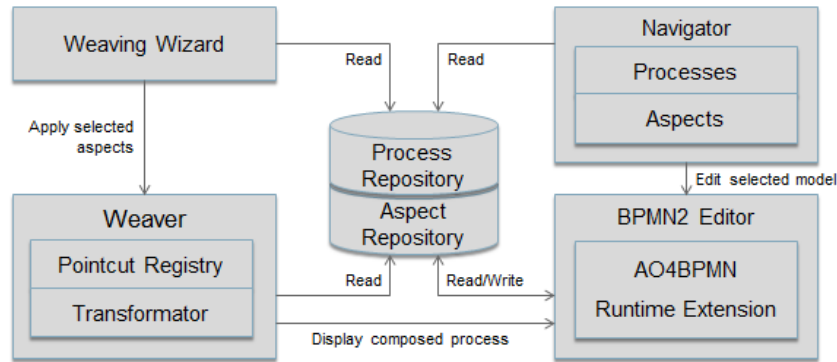 Weaving Wizard
Read
Read
Navigator
Processes
Aspects
Apply selected
aspects
Process
Repository
Aspect
Repository
Edit selected model
Weaver
Pointcut Registry
Transformator
Read
Read/Write
BPMN2 Editor
AO4BPMN
Runtime Extension
Display composed process